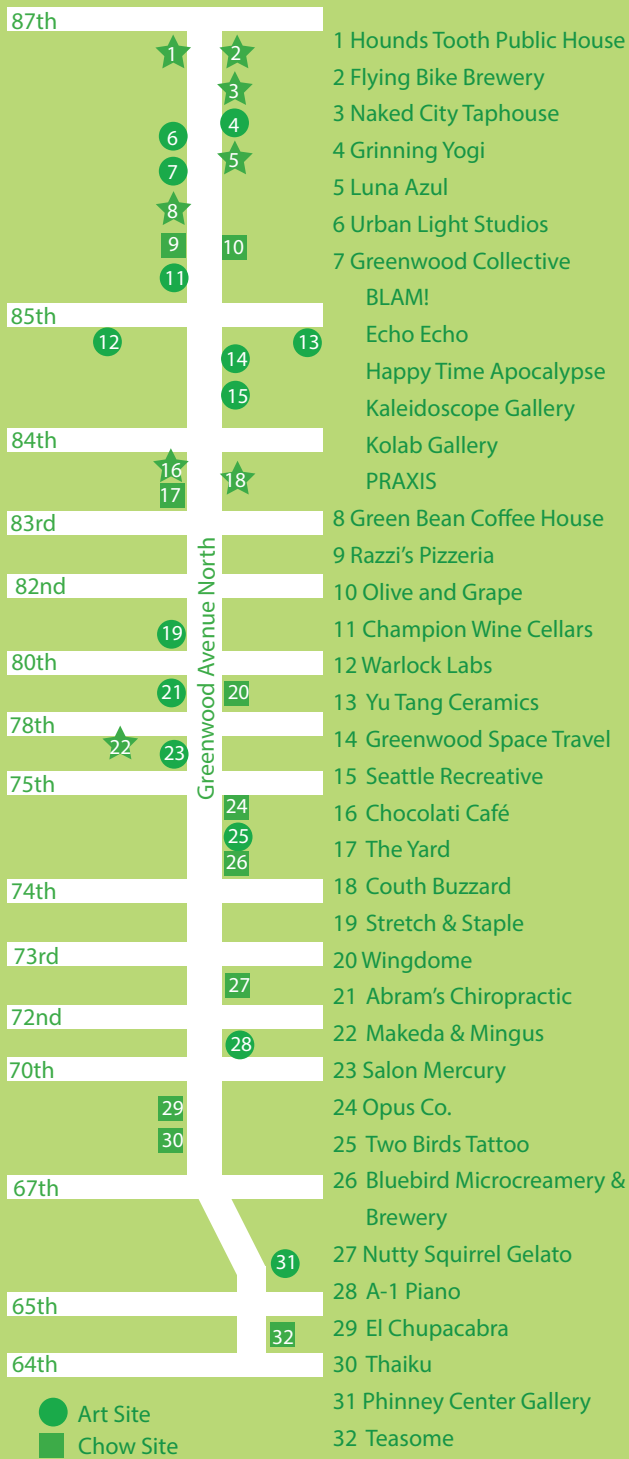 87th
1
2
3
4
5
6
7
8
9
10
11
85th
12
13
14
15
84th
16
17
18
83rd
Greenwood Avenue North
82nd
19
80th
21
20
78th
22
23
75th
24
25
26
74th
73rd
27
72nd
28
70th
29
30
67th
31
65th
32
64th
Art Site
Chow Site
1 Hounds Tooth Public House
2 Flying Bike Brewery
3 Naked City Taphouse
4 Grinning Yogi
5 Luna Azul
6 Urban Light Studios
7 Greenwood Collective
BLAM!
Echo Echo
Happy Time Apocalypse
Kaleidoscope Gallery
Kolab Gallery
PRAXIS
8 Green Bean Coffee House
9 Razzi's Pizzeria
10 Olive and Grape
11 Champion Wine Cellars
12 Warlock Labs
13 Yu Tang Ceramics
14 Greenwood Space Travel
15 Seattle Recreative
16 Chocolati Café
17 The Yard
18 Couth Buzzard
19 Stretch & Staple
20 Wingdome
21 Abram's Chiropractic
22 Makeda & Mingus
23 Salon Mercury
24 Opus Co.
25 Two Birds Tattoo
26 Bluebird Microcreamery &
Brewery
27 Nutty Squirrel Gelato
28 A-1 Piano
29 El Chupacabra
30 Thaiku
31 Phinney Center Gallery
32 Teasome